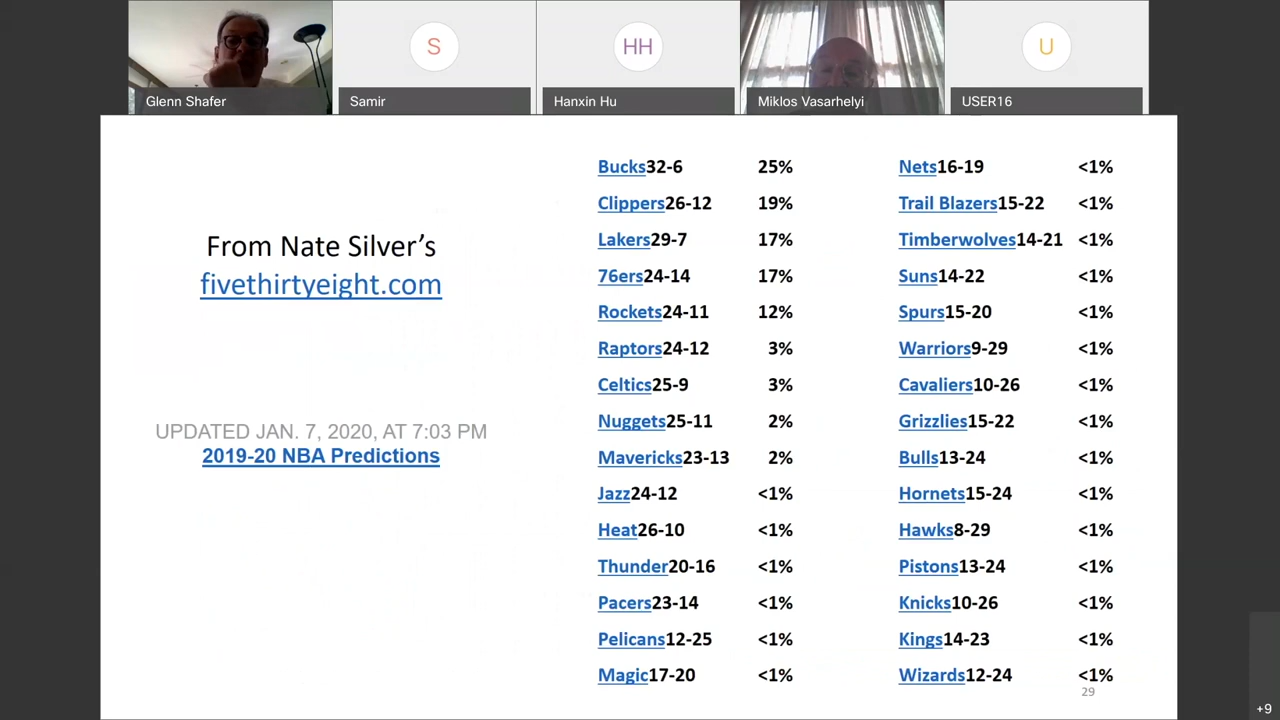 S
HH
U
Glenn Shafer
Samir
Hanxin Hu
Miklos Vasarhelyi
USER16
From Nate Silver's
fivethirtyeight.com
UPDATED JAN. 7, 2020, AT 7:03 PM
2019-20 NBA Predictions
Bucks32-6 25%
Clippers26-12 19%
Lakers29-7 17%
76ers24-14 17%
Rockets24-11 12%
Raptors24-12 3%
Celtics25-9 3%
Nuggets25-11 2%
Mavericks23-13 2%
Jazz24-12 <1%
Heat26-10 <1%
Thunder20-16 <1%
Pacers23-14 <1%
Pelicans12-25 <1%
Magic17-20 <1%
Nets16-19 <1%
Trail Blazers15-22 <1%
Timberwolves14-21 <1%
Suns14-22 <1%
Spurs15-20 <1%
Warriors9-29 <1%
Cavaliers10-26 <1%
Grizzlies15-22 <1%
Bulls13-24 <1%
Hornets15-24 <1%
Hawks8-29 <1%
Pistons13-24 <1%
Knicks10-26 <1%
Kings14-23 <1%
Wizards12-24 <1%
29
+9